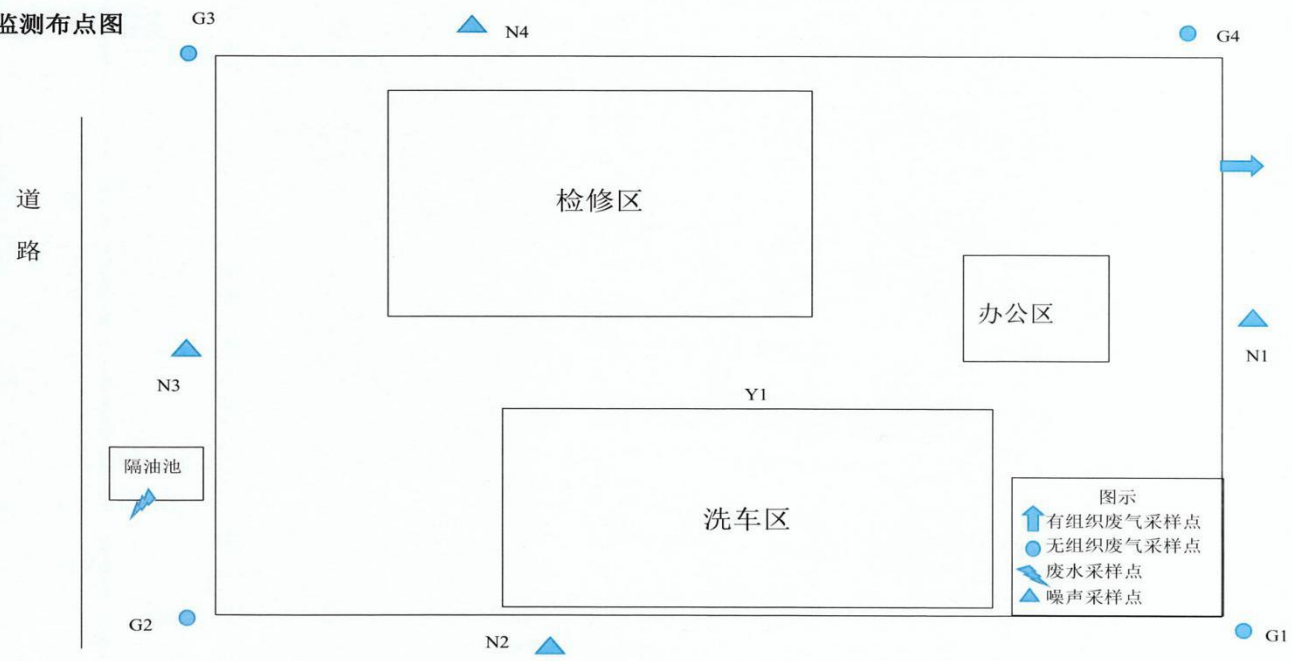 监测布点图
G3
N4
G4
道
路
检修区
办公区
N1
N3
Y1
隔油池
洗车区
图示
有组织废气采样点
无组织废气采样点
废水采样点
噪声采样点
G2
N2
G1